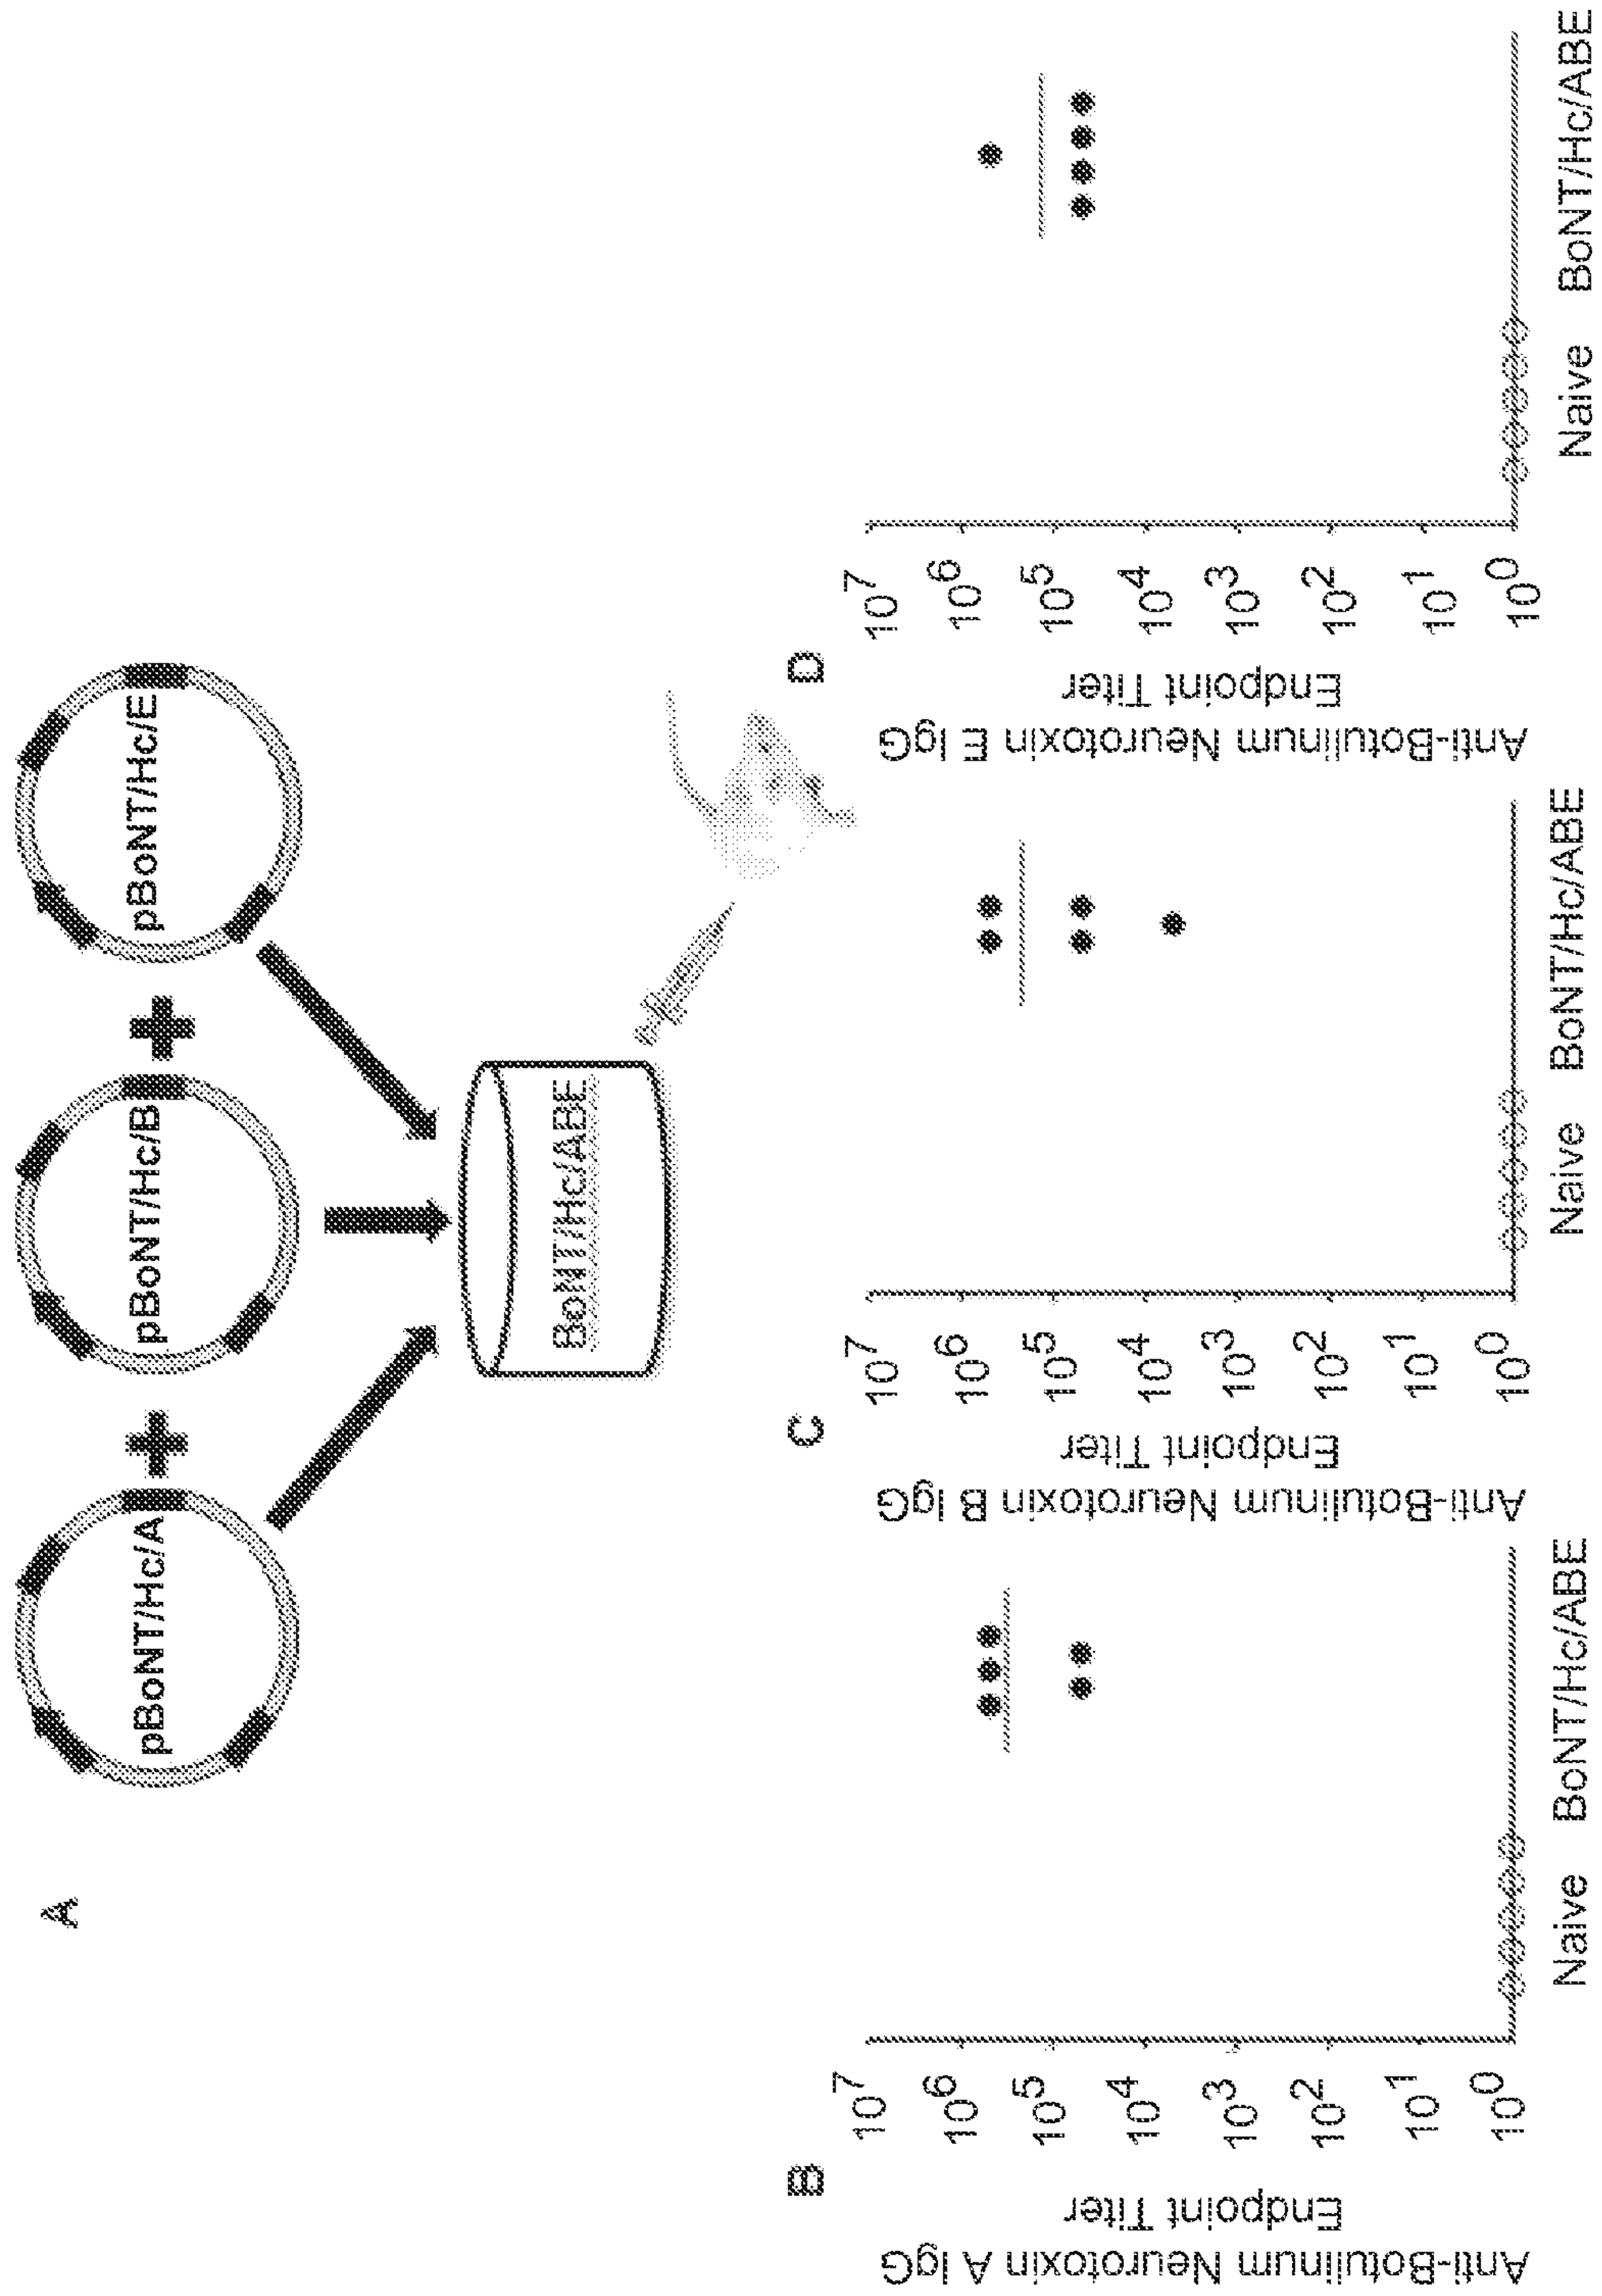 A
pBoNT/Hc/A
pBoNT/Hc/B
pBoNT/Hc/E
BoNT/Hc/ABE
B
Anti-Botulinum Neurotoxin A IgG
Endpoint Titer
10^7
10^6
10^5
10^4
10^3
10^2
10^1
10^0
Naive BoNT/Hc/ABE
C
Anti-Botulinum Neurotoxin B IgG
Endpoint Titer
10^7
10^6
10^5
10^4
10^3
10^2
10^1
10^0
Naive BoNT/Hc/ABE
D
Anti-Botulinum Neurotoxin E IgG
Endpoint Titer
10^7
10^6
10^5
10^4
10^3
10^2
10^1
10^0
Naive BoNT/Hc/ABE